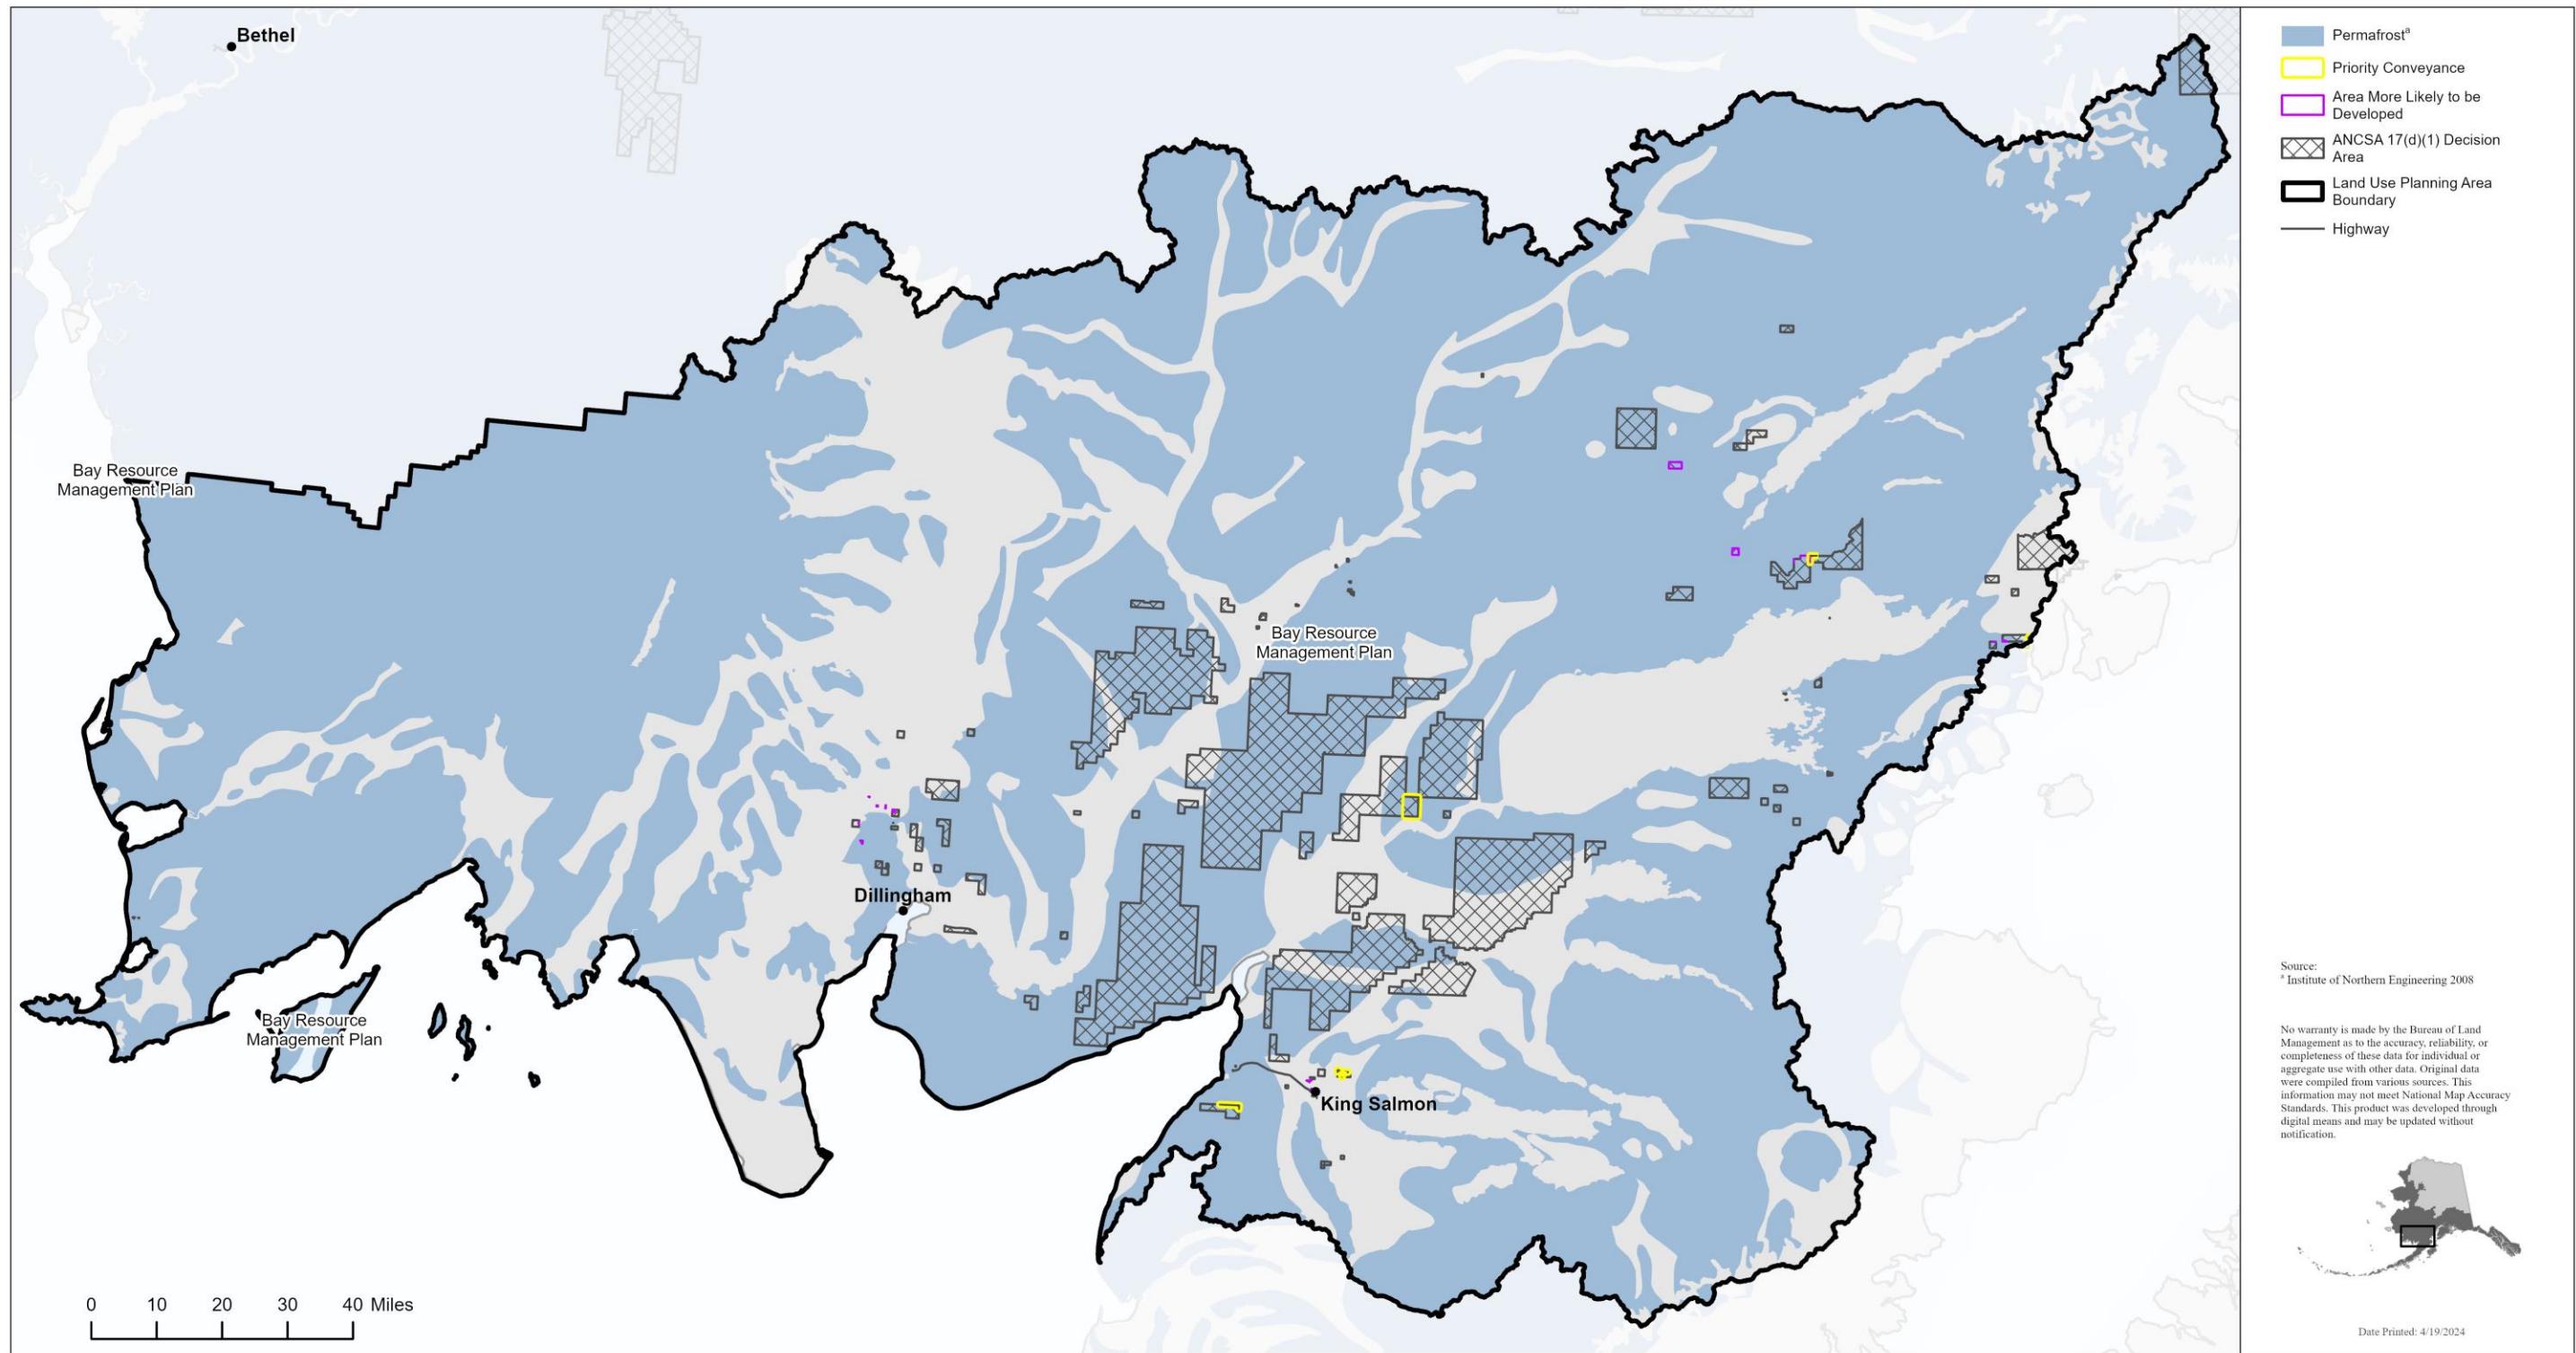 Bethel
Bay Resource
Management Plan
Bay Resource
Management Plan
Dillingham
Bay Resource
Management Plan
King Salmon
0 10 20 30 40 Miles
Permafrostᵃ
Priority Conveyance
Area More Likely to be
Developed
ANCSA 17(d)(1) Decision
Area
Land Use Planning Area
Boundary
Highway
Source:
ᵃ Institute of Northern Engineering 2008
No warranty is made by the Bureau of Land
Management as to the accuracy, reliability, or
completeness of these data for individual or
aggregate use with other data. Original data
were compiled from various sources. This
information may not meet National Map Accuracy
Standards. This product was developed through
digital means and may be updated without
notification.
Date Printed: 4/19/2024